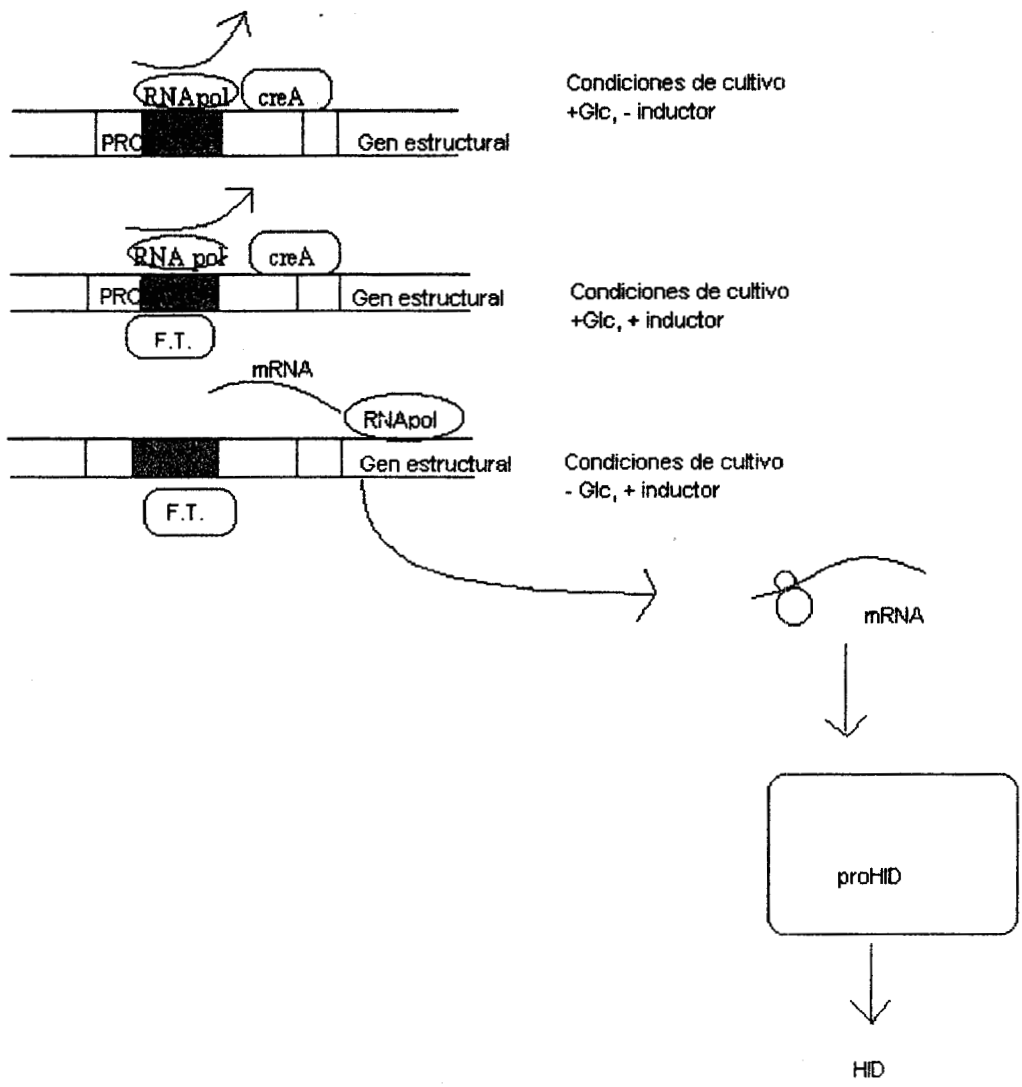 RNApol
creA
PRO
Gen estructural
Condiciones de cultivo
+Glc, - inductor
RNA pol
creA
PRO
Gen estructural
F.T.
Condiciones de cultivo
+Glc, + inductor
mRNA
RNApol
Gen estructural
F.T.
Condiciones de cultivo
- Glc, + inductor
mRNA
proHID
HID